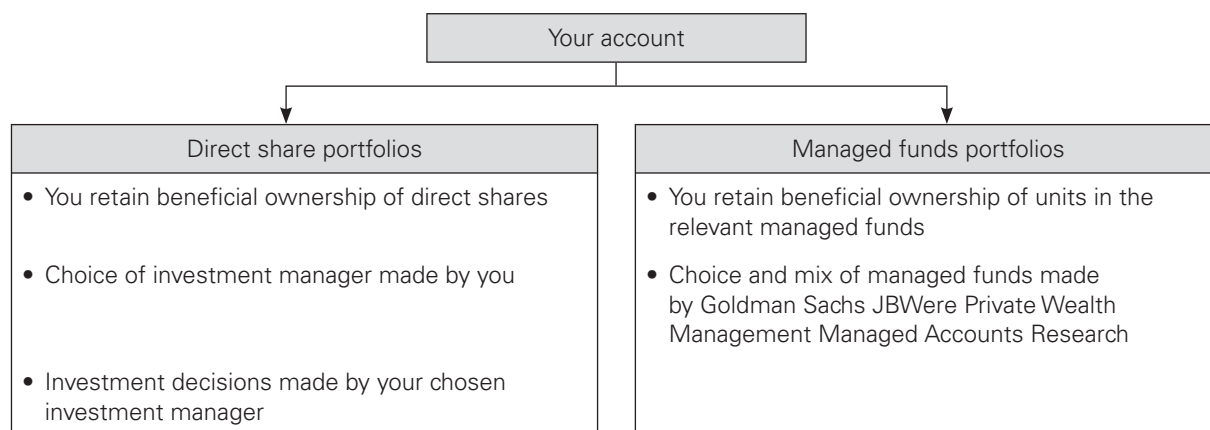 Your account
Direct share portfolios
• You retain beneficial ownership of direct shares
• Choice of investment manager made by you
• Investment decisions made by your chosen
investment manager
Managed funds portfolios
• You retain beneficial ownership of units in the
relevant managed funds
• Choice and mix of managed funds made
by Goldman Sachs JBWere Private Wealth
Management Managed Accounts Research